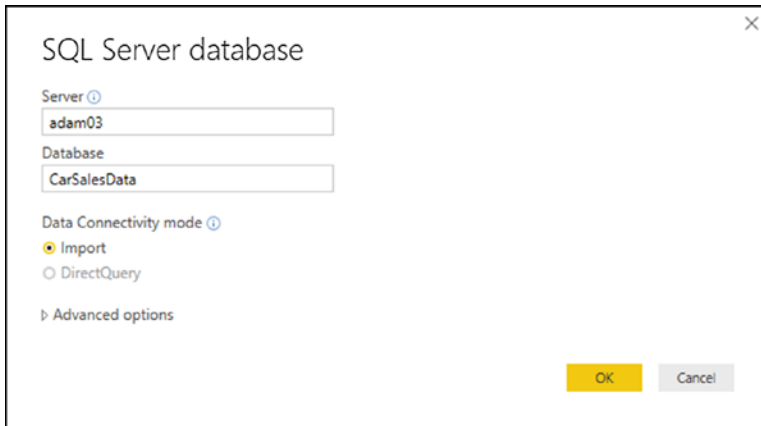 SQL Server database
Server
adam03
Database
CarSalesData
Data Connectivity mode
Import
DirectQuery
Advanced options
OK Cancel